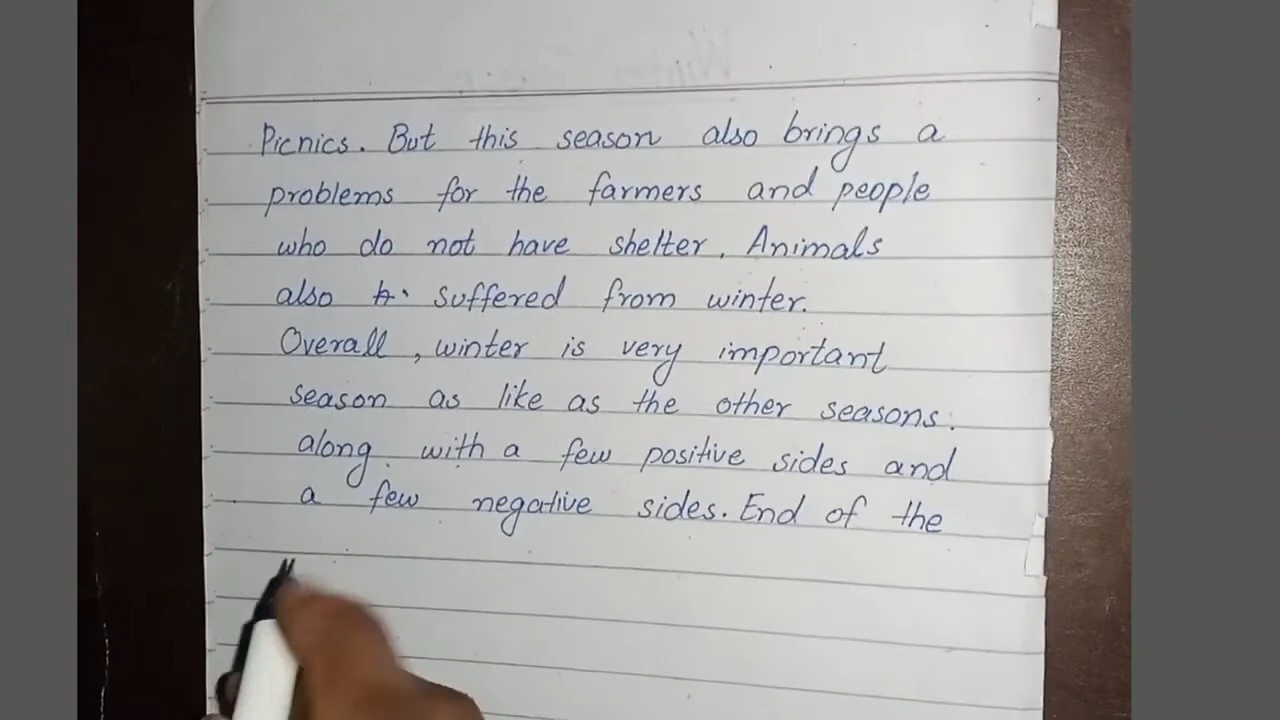 Picnics. But this season also brings a
problems for the farmers and people
who do not have shelter. Animals
also suffered from winter.
Overall, winter is very important
season as like as the other seasons.
along with a few positive sides and
a few negative sides. End of the